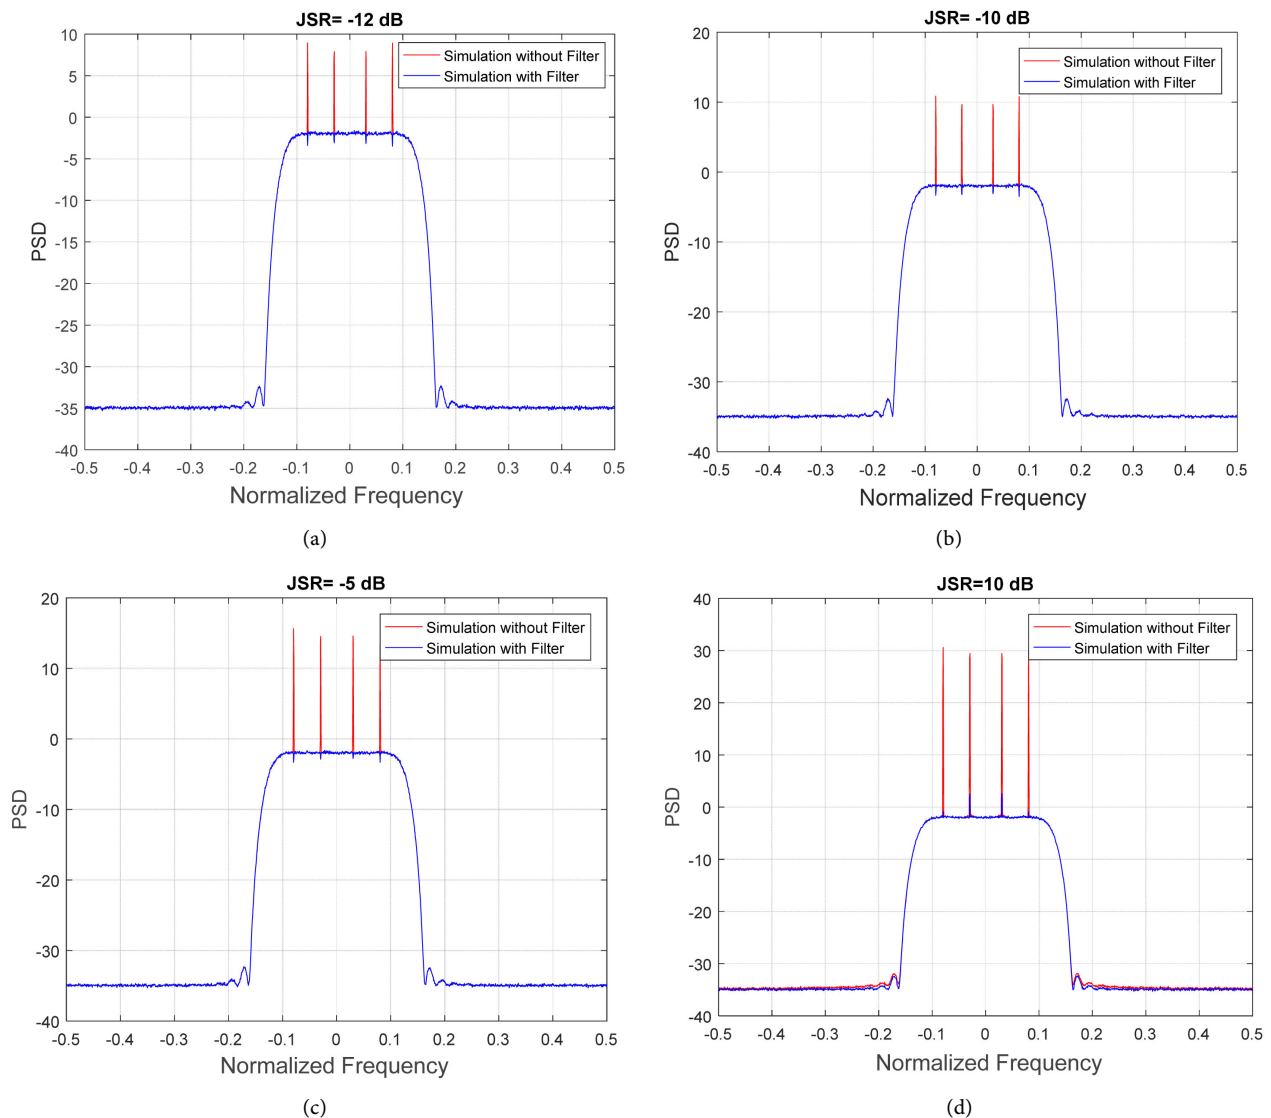 JSR= -12 dB
10
5
0
-5
-10
-15
-20
-25
-30
-35
-40
PSD
Simulation without Filter
Simulation with Filter
-0.5 -0.4 -0.3 -0.2 -0.1 0 0.1 0.2 0.3 0.4 0.5
Normalized Frequency
(a)
JSR= -10 dB
20
10
0
-10
-20
-30
-40
PSD
Simulation without Filter
Simulation with Filter
-0.5 -0.4 -0.3 -0.2 -0.1 0 0.1 0.2 0.3 0.4 0.5
Normalized Frequency
(b)
JSR= -5 dB
20
10
0
-10
-20
-30
-40
PSD
Simulation without Filter
Simulation with Filter
-0.5 -0.4 -0.3 -0.2 -0.1 0 0.1 0.2 0.3 0.4 0.5
Normalized Frequency
(c)
JSR=10 dB
40
30
20
10
0
-10
-20
-30
-40
PSD
Simulation without Filter
Simulation with Filter
-0.5 -0.4 -0.3 -0.2 -0.1 0 0.1 0.2 0.3 0.4 0.5
Normalized Frequency
(d)